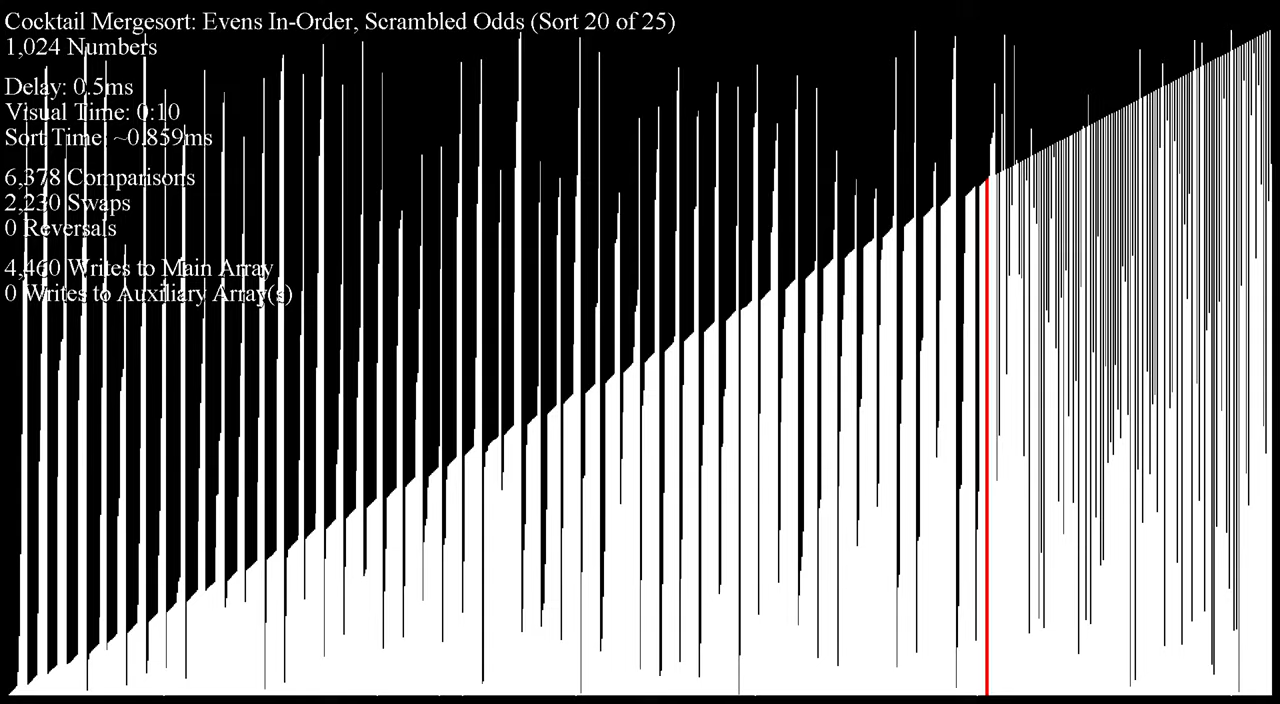 Cocktail Mergesort: Evens In-Order, Scrambled Odds (Sort 20 of 25)
1,024 Numbers
Delay: 0.5ms
Visual Time: 0:10
Sort Time: ~0.859ms
6,378 Comparisons
2,230 Swaps
0 Reversals
4,460 Writes to Main Array
0 Writes to Auxiliary Array(s)